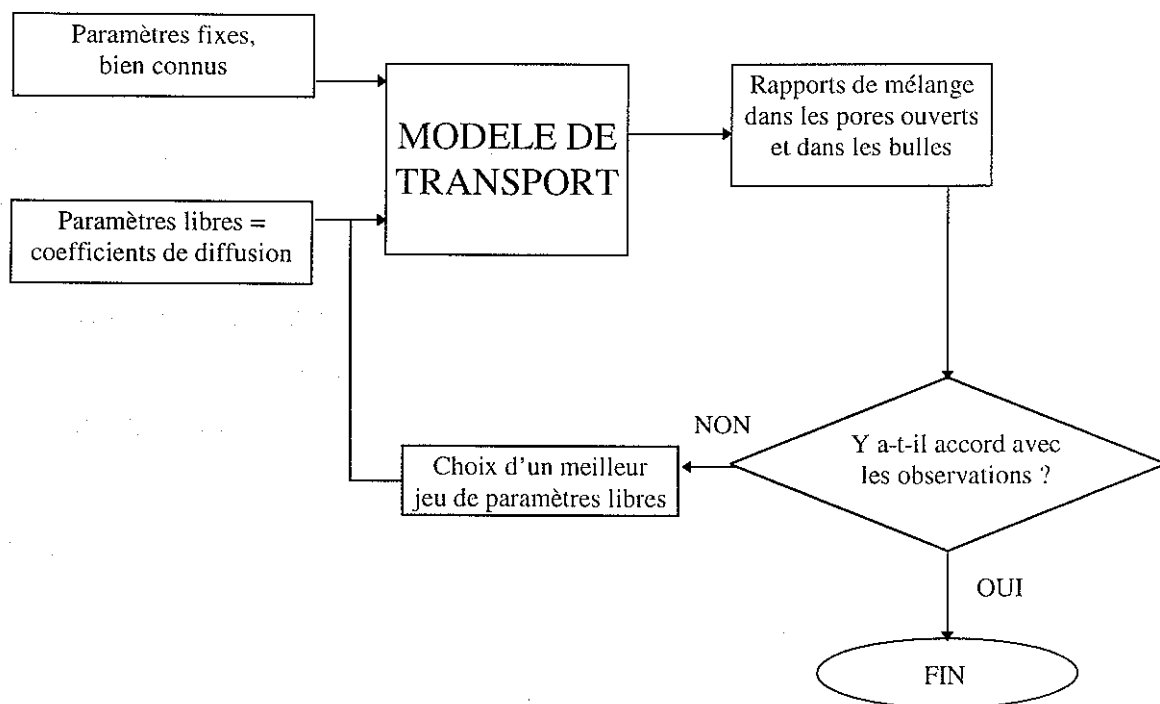 Paramètres fixes,
bien connus
MODELE DE
TRANSPORT
Rapports de mélange
dans les pores ouverts
et dans les bulles
Paramètres libres =
coefficients de diffusion
NON
Choix d'un meilleur
jeu de paramètres libres
Y a-t-il accord avec
les observations ?
OUI
FIN